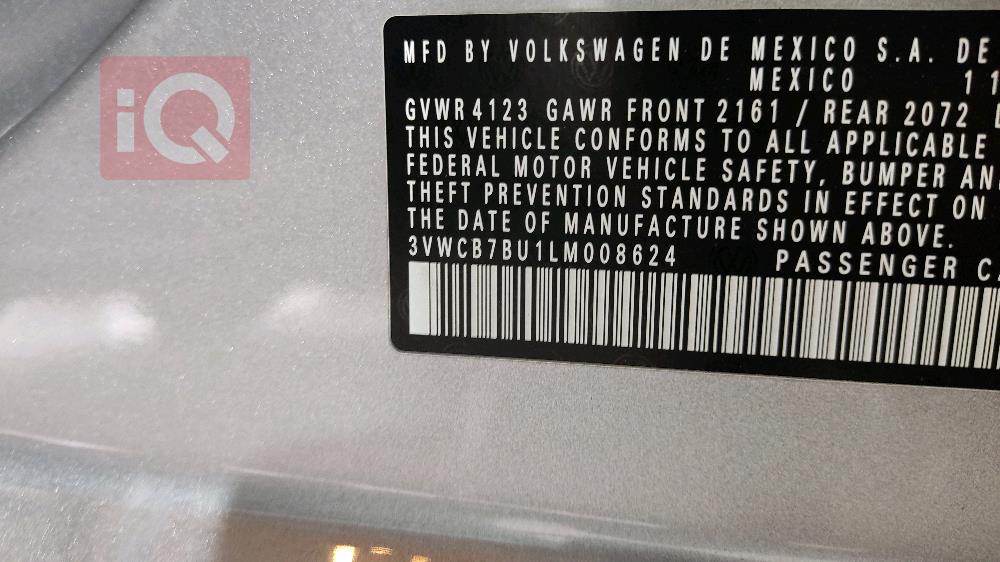 iQ
MFD BY VOLKSWAGEN DE MEXICO S.A. DE
MEXICO 11
GVWR 4123 GAWR FRONT 2161 / REAR 2072
THIS VEHICLE CONFORMS TO ALL APPLICABLE
FEDERAL MOTOR VEHICLE SAFETY, BUMPER AN
THEFT PREVENTION STANDARDS IN EFFECT ON
THE DATE OF MANUFACTURE SHOWN ABOVE.
3VWCB7BU1LM008624 PASSENGER C